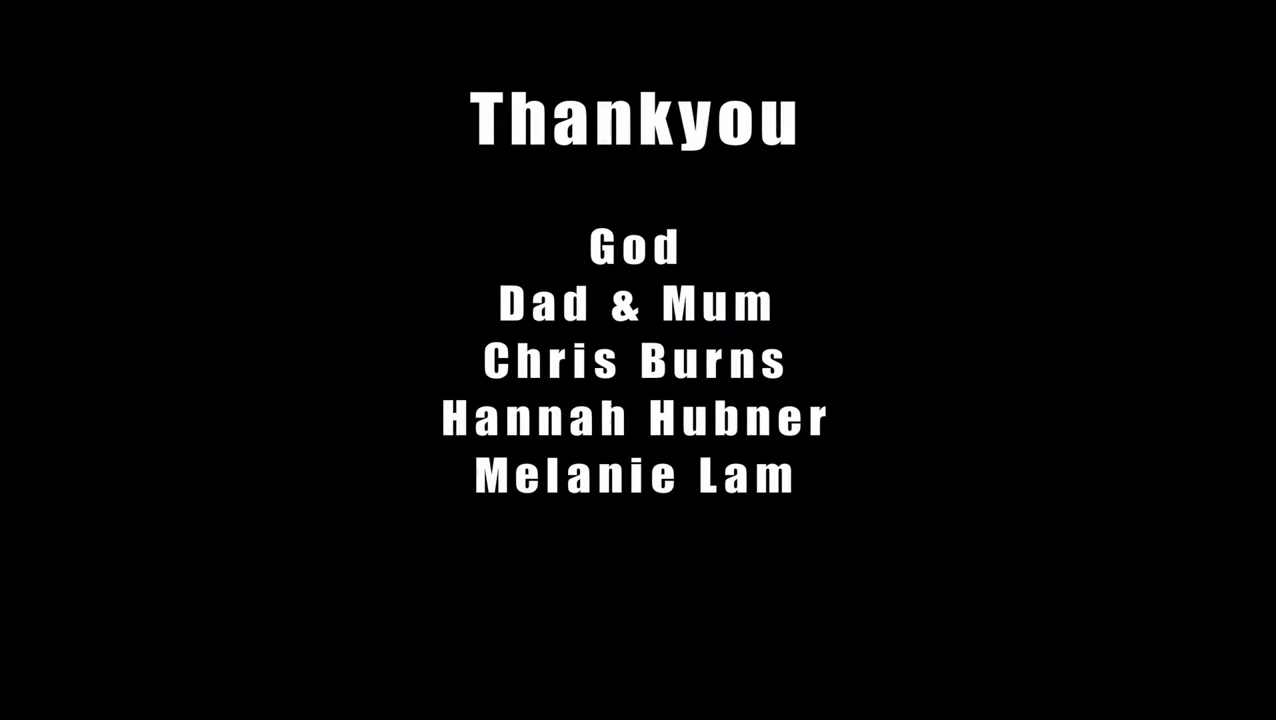 Thankyou
God
Dad & Mum
Chris Burns
Hannah Hubner
Melanie Lam